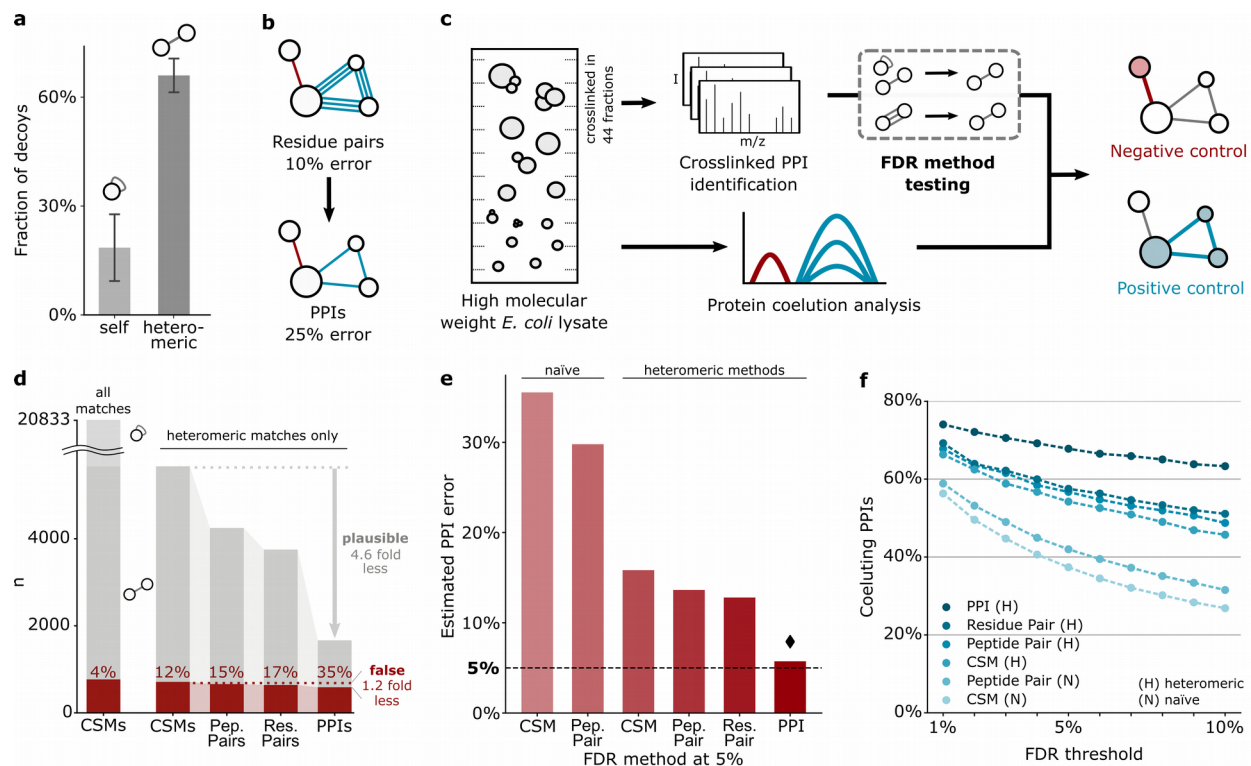 a
Fraction of decoys
60%
30%
0%
self
hetero-
meric
b
Residue pairs
10% error
PPIs
25% error
c
crosslinked in
44 fractions
High molecular
weight E. coli lysate
I
m/z
Crosslinked PPI
identification
FDR method
testing
Protein coelution analysis
Negative control
Positive control
d
all
matches
20833
heteromeric matches only
4000
2000
0
n
plausible
4.6 fold
less
4%
12%
15%
17%
35%
false
1.2 fold
less
CSMs
CSMs
Pep.
Pairs
Res.
Pairs
PPIs
e
naïve
heteromeric methods
Estimated PPI error
30%
20%
10%
5%
0%
CSM
Pep.
Pair
CSM
Pep.
Pair
Res.
Pair
PPI
FDR method at 5%
f
Coeluting PPIs
80%
60%
40%
20%
0%
PPI (H)
Residue Pair (H)
Peptide Pair (H)
CSM (H)
Peptide Pair (N)
CSM (N)
(H) heteromeric
(N) naïve
1%
5%
10%
FDR threshold